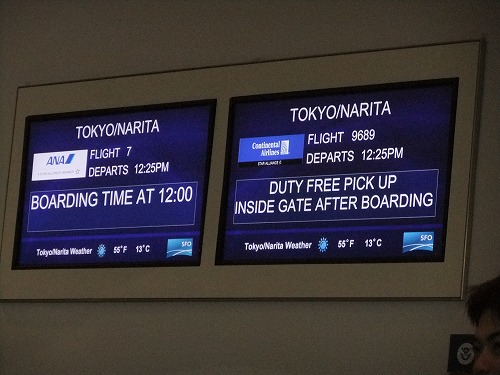 TOKYO/NARITA
ANA
FLIGHT 7
DEPARTS 12:25PM
BOARDING TIME AT 12:00
Tokyo/Narita Weather 55°F 13°C
SFO
TOKYO/NARITA
Continental
Airlines
STAR ALLIANCE
FLIGHT 9689
DEPARTS 12:25PM
DUTY FREE PICK UP
INSIDE GATE AFTER BOARDING
Tokyo/Narita Weather 55°F 13°C
SFO